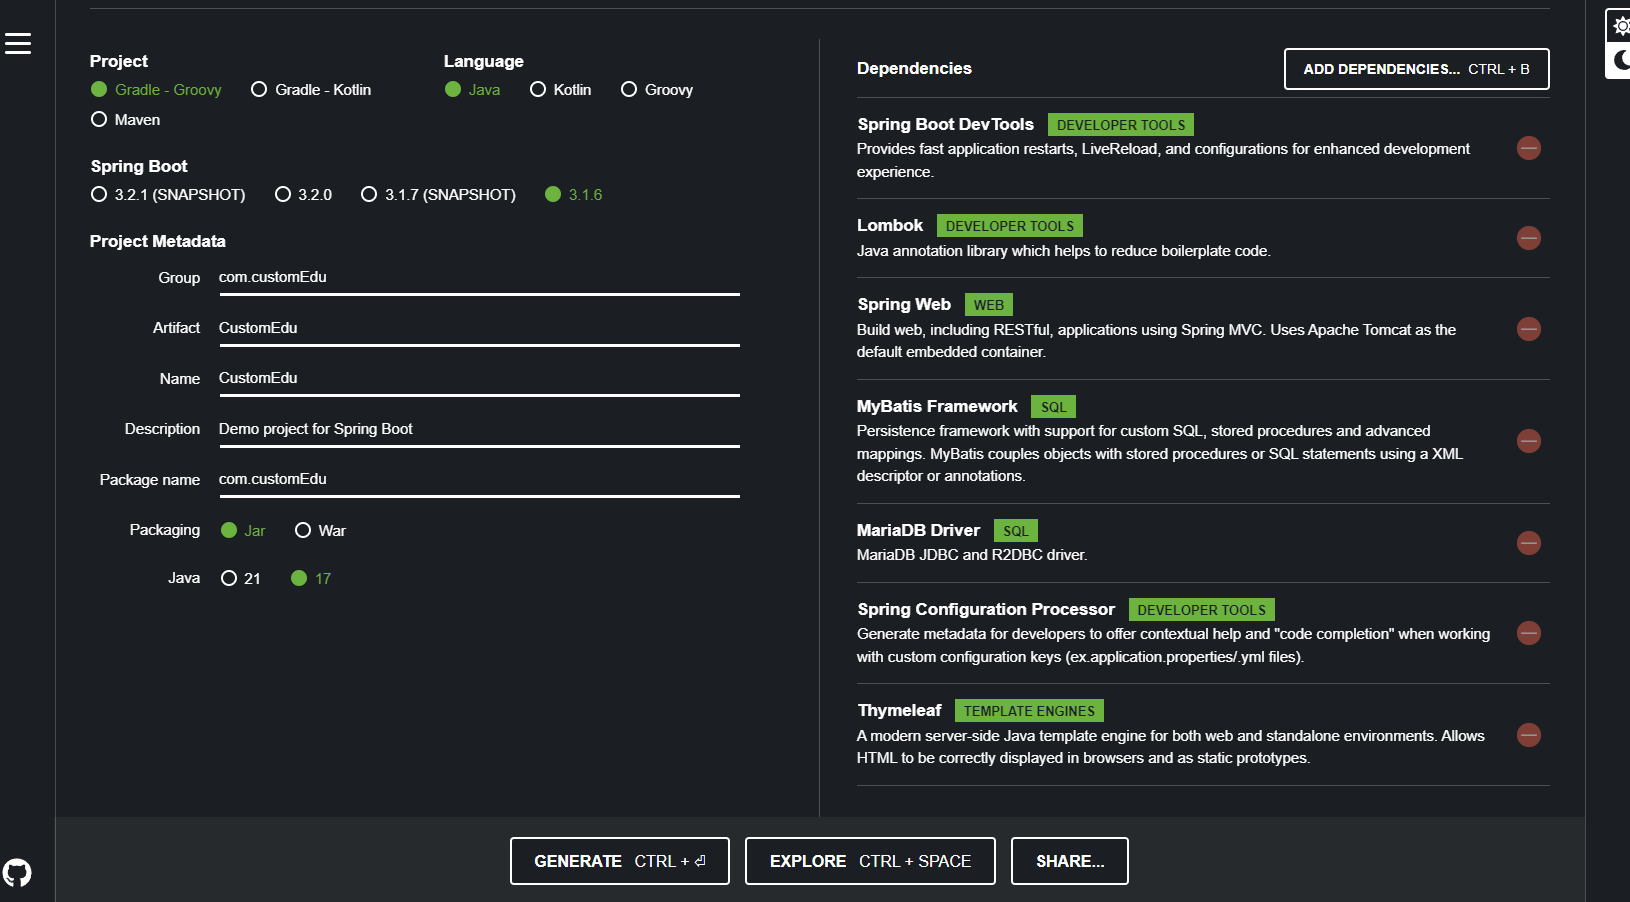 Project
Gradle - Groovy
Gradle - Kotlin
Maven
Language
Java
Kotlin
Groovy
Spring Boot
3.2.1 (SNAPSHOT)
3.2.0
3.1.7 (SNAPSHOT)
3.1.6
Project Metadata
Group com.customEdu
Artifact CustomEdu
Name CustomEdu
Description Demo project for Spring Boot
Package name com.customEdu
Packaging Jar War
Java 21 17
Dependencies
ADD DEPENDENCIES... CTRL + B
Spring Boot DevTools DEVELOPER TOOLS
Provides fast application restarts, LiveReload, and configurations for enhanced development
experience.
Lombok DEVELOPER TOOLS
Java annotation library which helps to reduce boilerplate code.
Spring Web WEB
Build web, including RESTful, applications using Spring MVC. Uses Apache Tomcat as the
default embedded container.
MyBatis Framework SQL
Persistence framework with support for custom SQL, stored procedures and advanced
mappings. MyBatis couples objects with stored procedures or SQL statements using a XML
descriptor or annotations.
MariaDB Driver SQL
MariaDB JDBC and R2DBC driver.
Spring Configuration Processor DEVELOPER TOOLS
Generate metadata for developers to offer contextual help and "code completion" when working
with custom configuration keys (ex.application.properties/.yml files).
Thymeleaf TEMPLATE ENGINES
A modern server-side Java template engine for both web and standalone environments. Allows
HTML to be correctly displayed in browsers and as static prototypes.
GENERATE CTRL + ⏎
EXPLORE CTRL + SPACE
SHARE...